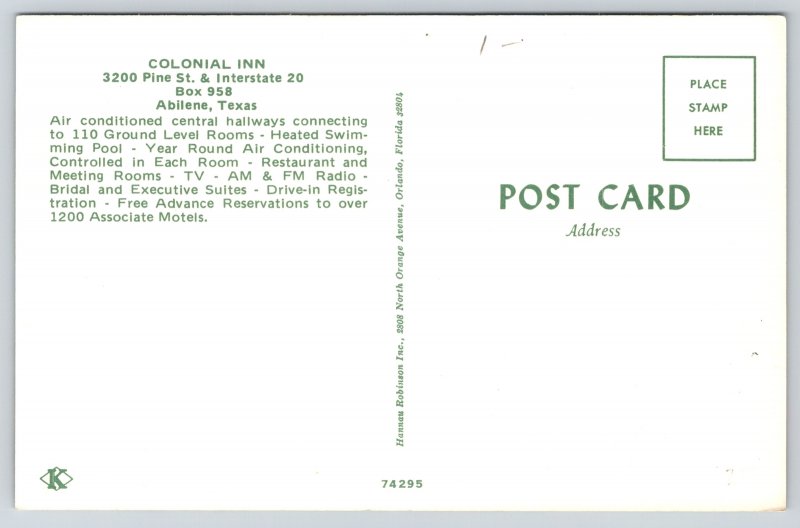 COLONIAL INN
3200 Pine St. & Interstate 20
Box 958
Abilene, Texas
Air conditioned central hallways connecting
to 110 Ground Level Rooms - Heated Swim-
ming Pool - Year Round Air Conditioning,
Controlled in Each Room - Restaurant and
Meeting Rooms - TV - AM & FM Radio -
Bridal and Executive Suites - Drive-in Regis-
tration - Free Advance Reservations to over
1200 Associate Motels.
Hannau Robinson Inc., 2808 North Orange Avenue, Orlando, Florida 32804
1 -
PLACE
STAMP
HERE
POST CARD
Address
K
74295